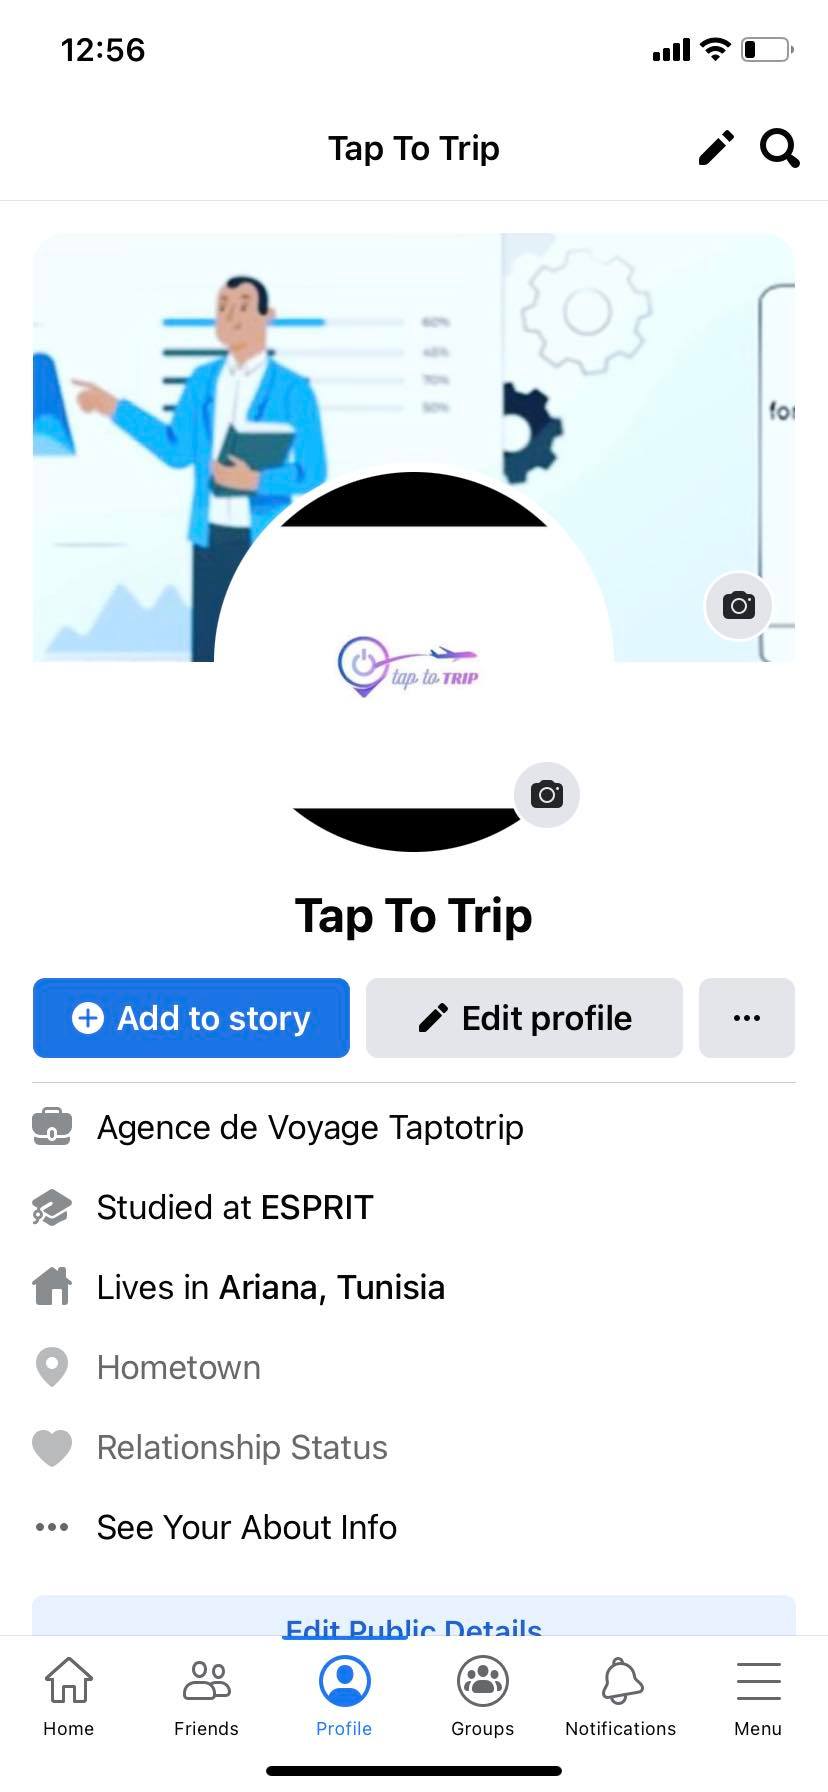 12:56
Tap To Trip
60%
45%
70%
50%
for
tap to TRIP
Tap To Trip
Add to story
Edit profile
Agence de Voyage Taptotrip
Studied at ESPRIT
Lives in Ariana, Tunisia
Hometown
Relationship Status
See Your About Info
Edit Public Details
Home
Friends
Profile
Groups
Notifications
Menu